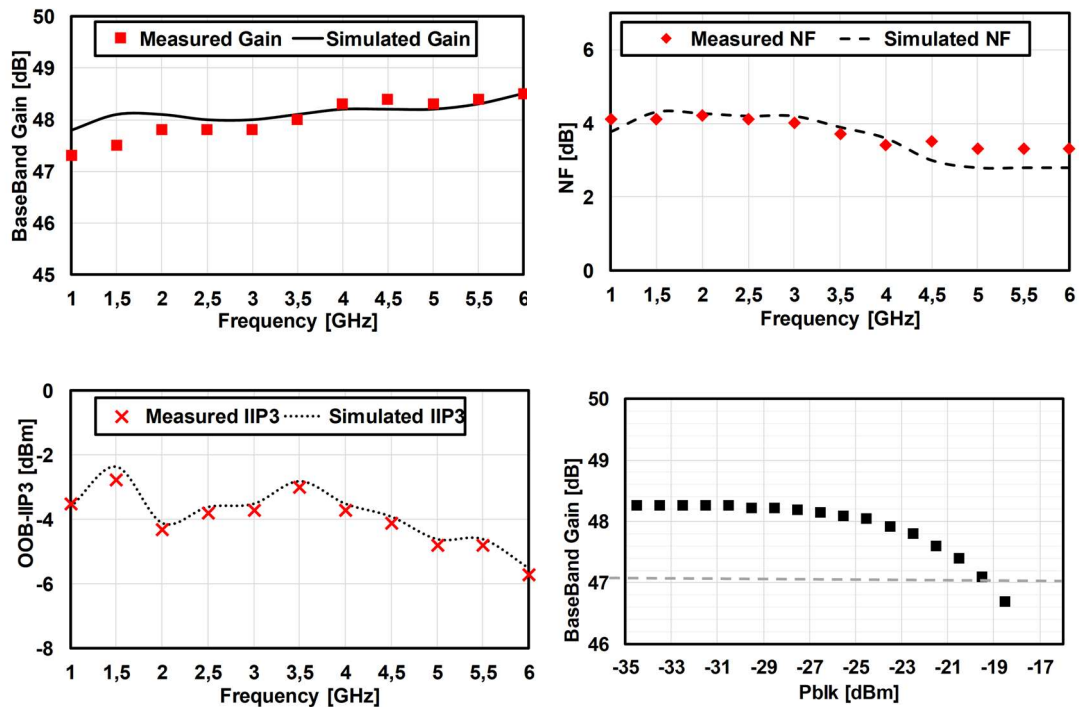 50
49
48
47
46
45
BaseBand Gain [dB]
Measured Gain
Simulated Gain
1 1,5 2 2,5 3 3,5 4 4,5 5 5,5 6
Frequency [GHz]
6
4
2
0
NF [dB]
Measured NF
Simulated NF
1 1,5 2 2,5 3 3,5 4 4,5 5 5,5 6
Frequency [GHz]
0
-2
-4
-6
-8
OOB-IIP3 [dBm]
Measured IIP3
Simulated IIP3
1 1,5 2 2,5 3 3,5 4 4,5 5 5,5 6
Frequency [GHz]
50
49
48
47
46
BaseBand Gain [dB]
-35 -33 -31 -29 -27 -25 -23 -21 -19 -17
Pblk [dBm]